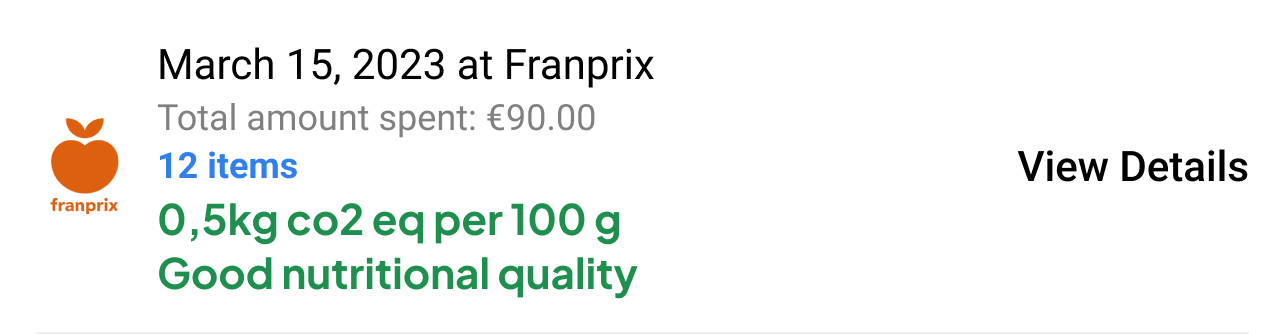 March 15, 2023 at Franprix
Total amount spent: €90.00
12 items
View Details
franprix
0,5kg co2 eq per 100 g
Good nutritional quality